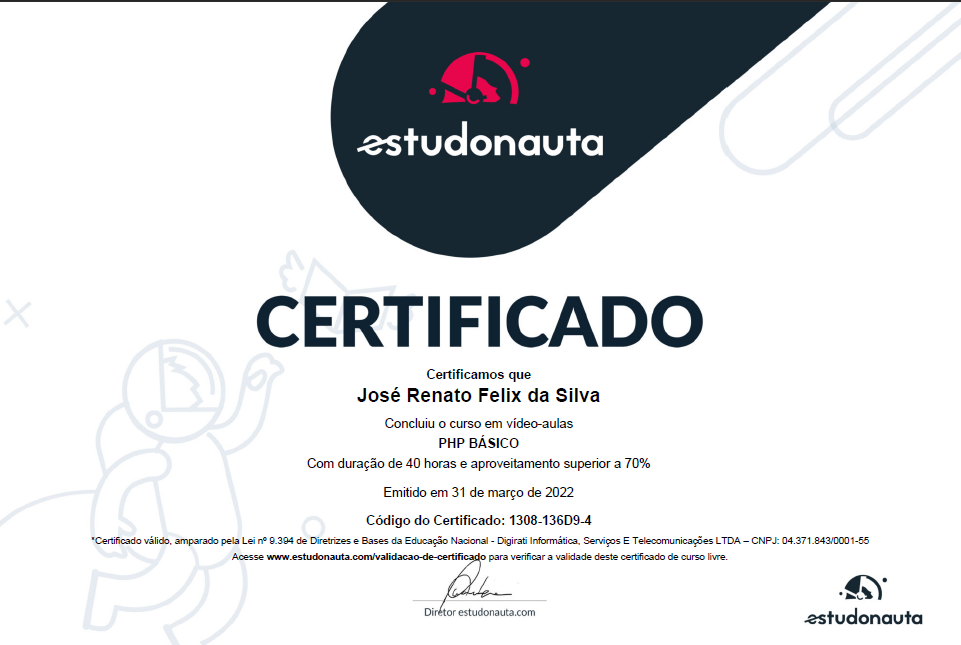 estudonauta
CERTIFICADO
Certificamos que
José Renato Felix da Silva
Concluiu o curso em vídeo-aulas
PHP BÁSICO
Com duração de 40 horas e aproveitamento superior a 70%
Emitido em 31 de março de 2022
Código do Certificado: 1308-136D9-4
*Certificado válido, amparado pela Lei nº 9.394 de Diretrizes e Bases da Educação Nacional - Digirati Informática, Serviços E Telecomunicações LTDA – CNPJ: 04.371.843/0001-55
Acesse www.estudonauta.com/validacao-de-certificado para verificar a validade deste certificado de curso livre.
Diretor estudonauta.com
estudonauta